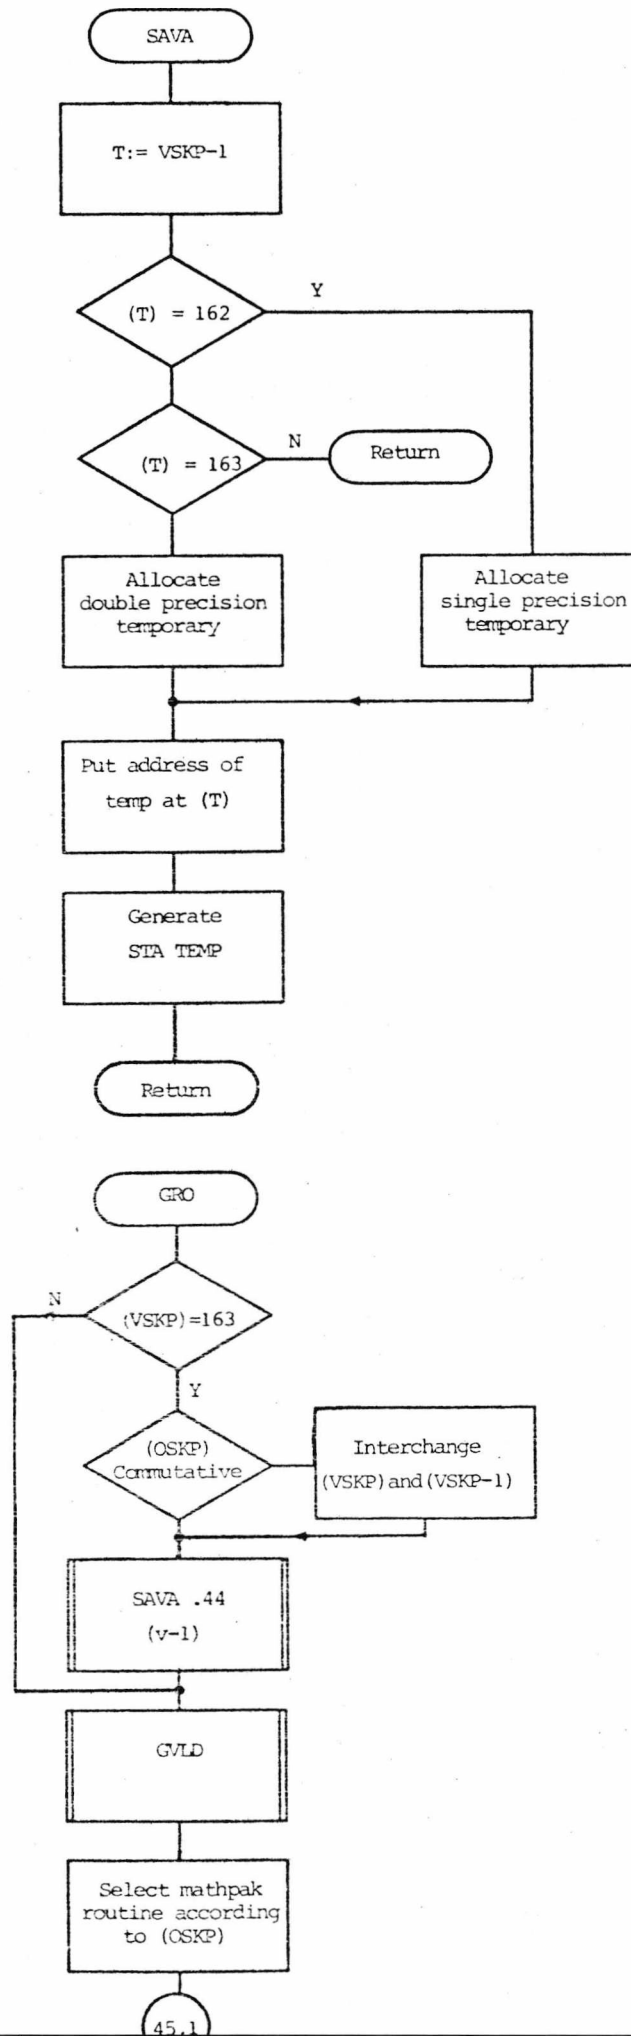 SAVA
T:= VSKP-1
(T) = 162
Y
(T) = 163
N
Return
Allocate
double precision
temporary
Allocate
single precision
temporary
Put address of
temp at (T)
Generate
STA TEMP
Return
GRO
N
(VSKP)=163
Y
(OSKP)
Commutative
Interchange
(VSKP)and(VSKP-1)
SAVA .44
(v-1)
GVLD
Select mathpak
routine according
to (OSKP)
45.1